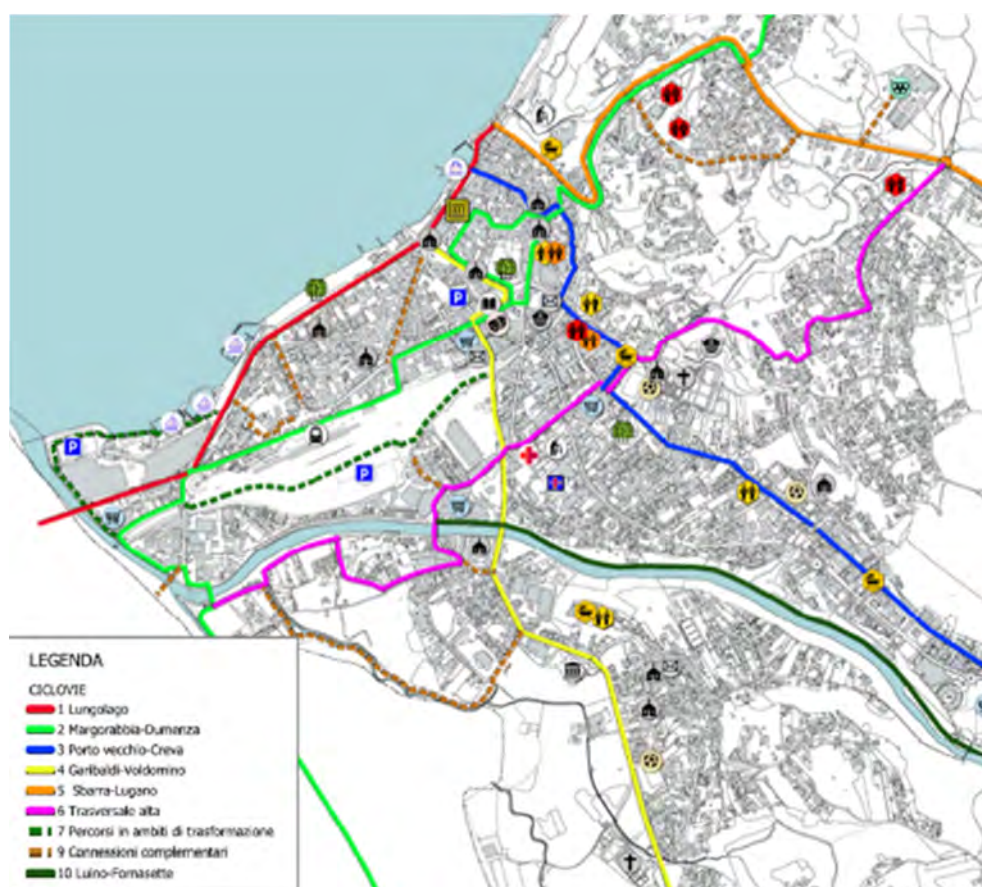 P
P
P
LEGENDA
CICLOVIE
1 Lungolago
2 Margorabbia-Dumenza
3 Porto vecchio-Creva
4 Garibaldi-Voldomino
5 Sbarra-Lugano
6 Trasversale alta
7 Percorsi in ambiti di trasformazione
9 Connessioni complementari
10 Luino-Fornasette